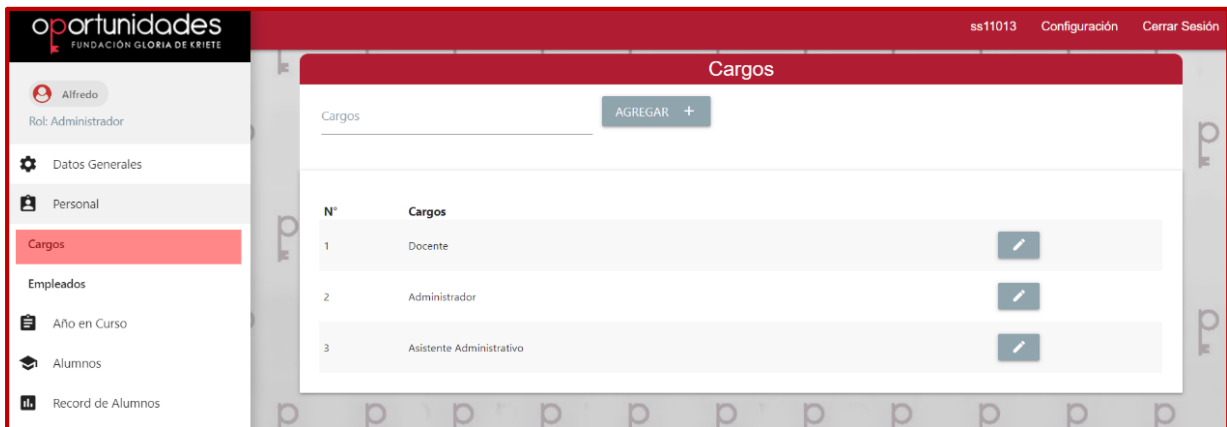 oportunidades
FUNDACIÓN GLORIA DE KRIETE
ss11013 Configuración Cerrar Sesión
Alfredo
Rol: Administrador
Datos Generales
Personal
Cargos
Empleados
Año en Curso
Alumnos
Record de Alumnos
Cargos
Cargos AGREGAR +
N° Cargos
1 Docente
2 Administrador
3 Asistente Administrativo